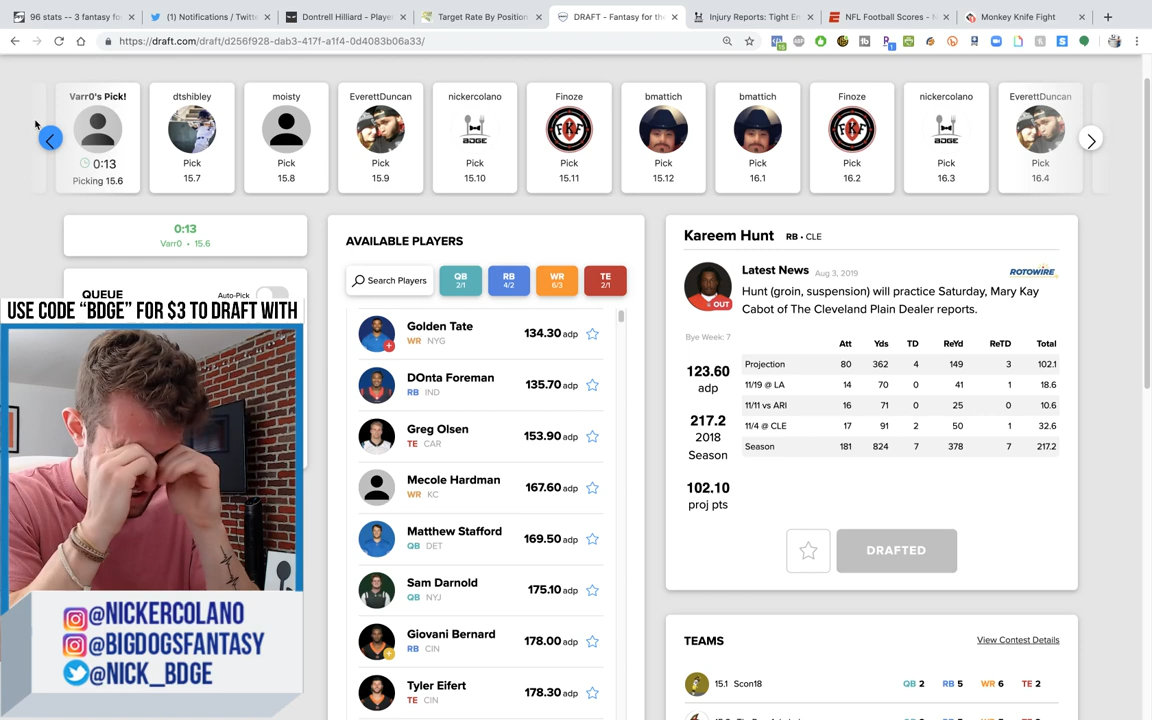 96 stats -- 3 fantasy fo
(1) Notifications / Twitte
Dontrell Hilliard - Player
Target Rate By Position
DRAFT - Fantasy for the
Injury Reports: Tight E
NFL Football Scores - N
Monkey Knife Fight
https://draft.com/draft/d256f928-dab3-417f-a1f4-0d4083b06a33/
Varr0's Pick!
0:13
Picking 15.6
dtshibley
Pick
15.7
moisty
Pick
15.8
EverettDuncan
Pick
15.9
nickercolano
BDGE
Pick
15.10
Finoze
FKF
Pick
15.11
bmattich
Pick
15.12
bmattich
Pick
16.1
Finoze
FKF
Pick
16.2
nickercolano
BDGE
Pick
16.3
EverettDuncan
Pick
16.4
0:13
Varr0 • 15.6
QUEUE
Auto-Pick
USE CODE "BDGE" FOR $3 TO DRAFT WITH
@NICKERCOLANO
@BIGDOGSFANTASY
@NICK_BDGE
AVAILABLE PLAYERS
Search Players
QB
2/1
RB
4/2
WR
6/3
TE
2/1
Golden Tate
WR NYG
134.30 adp
DOnta Foreman
RB IND
135.70 adp
Greg Olsen
TE CAR
153.90 adp
Mecole Hardman
WR KC
167.60 adp
Matthew Stafford
QB DET
169.50 adp
Sam Darnold
QB NYJ
175.10 adp
Giovani Bernard
RB CIN
178.00 adp
Tyler Eifert
TE CIN
178.30 adp
Kareem Hunt RB • CLE
OUT
Latest News Aug 3, 2019
ROTOWIRE
Hunt (groin, suspension) will practice Saturday, Mary Kay
Cabot of The Cleveland Plain Dealer reports.
Bye Week: 7
123.60
adp
217.2
2018
Season
102.10
proj pts
Att Yds TD ReYd ReTD Total
Projection 80 362 4 149 3 102.1
11/19 @ LA 14 70 0 41 1 18.6
11/11 vs ARI 16 71 0 25 0 10.6
11/4 @ CLE 17 91 2 50 1 32.6
Season 181 824 7 378 7 217.2
DRAFTED
TEAMS
View Contest Details
15.1 Scon18 QB 2 RB 5 WR 6 TE 2